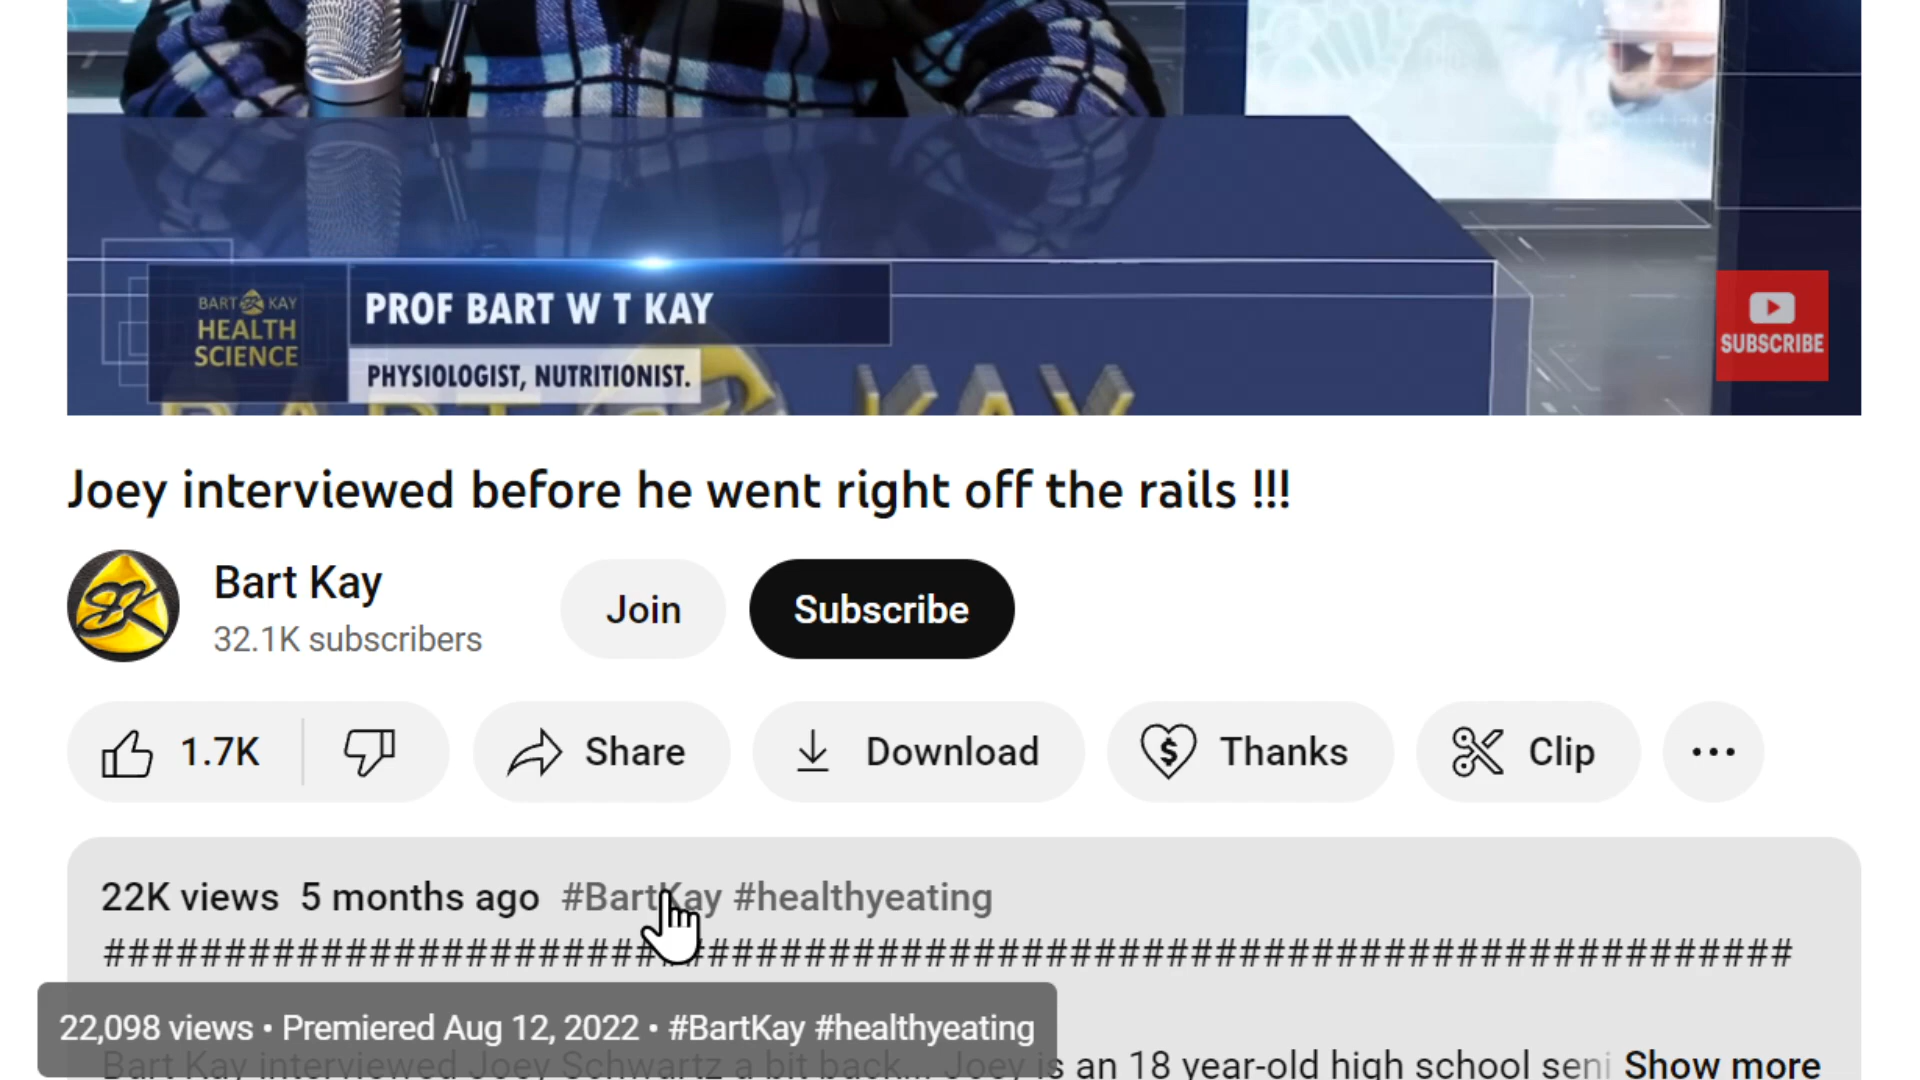 BART KAY
HEALTH
SCIENCE
PROF BART W T KAY
PHYSIOLOGIST, NUTRITIONIST.
SUBSCRIBE
BART KAY
Joey interviewed before he went right off the rails !!!
Bart Kay
32.1K subscribers
Join
Subscribe
1.7K
Share
Download
Thanks
Clip
22K views 5 months ago #BartKay #healthyeating
######################################################################
22,098 views • Premiered Aug 12, 2022 • #BartKay #healthyeating
Bart Kay interviewed Joey Schwartz a bit back... Joey is an 18 year-old high school seni Show more